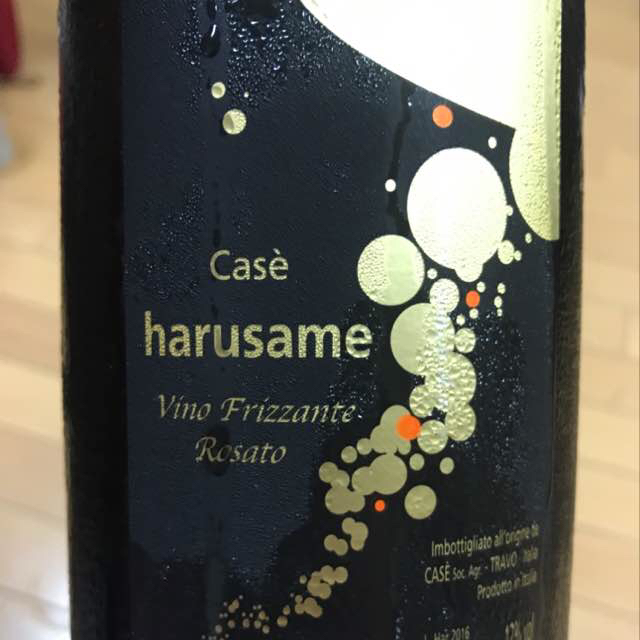 Casè
harusame
Vino Frizzante
Rosato
Imbottigliato all'origine da
CASÈ Soc. Agr. - TRAVO - Italia
Prodotto in Italia